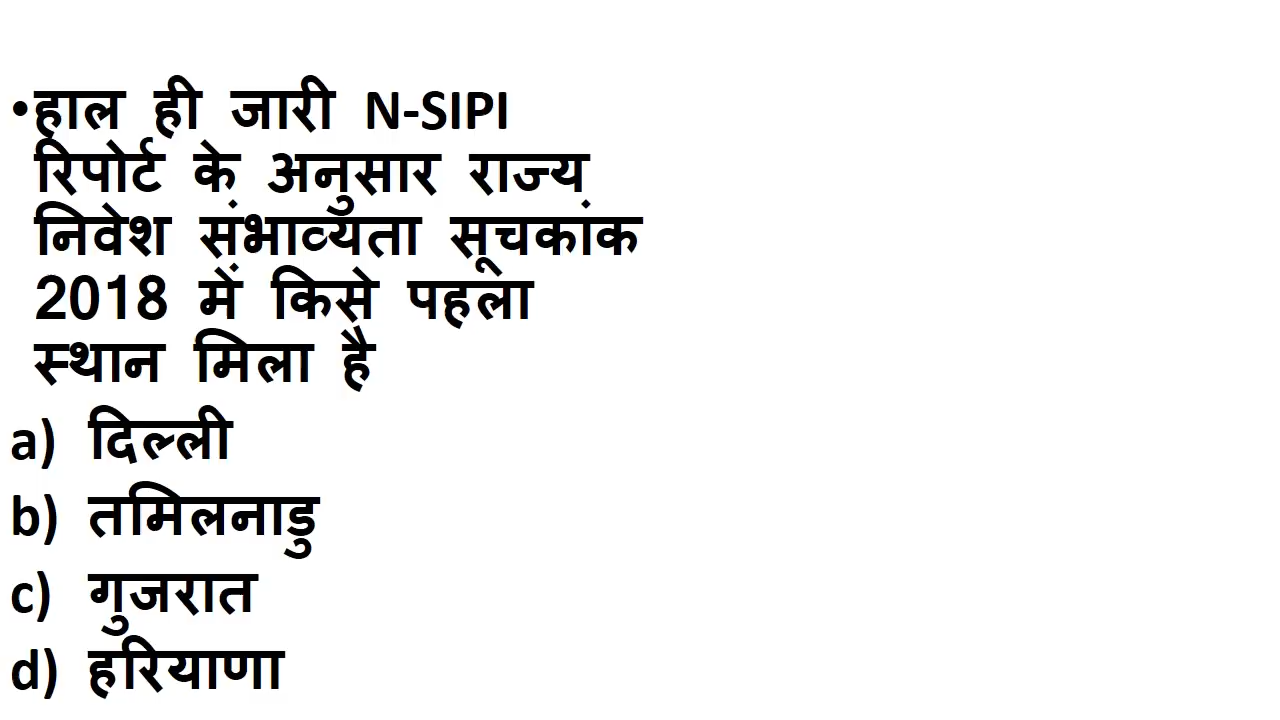 •हाल ही जारी N-SIPI
रिपोर्ट के अनुसार राज्य
निवेश संभाव्यता सूचकांक
2018 में किसे पहला
स्थान मिला है
a) दिल्ली
b) तमिलनाडु
c) गुजरात
d) हरियाणा